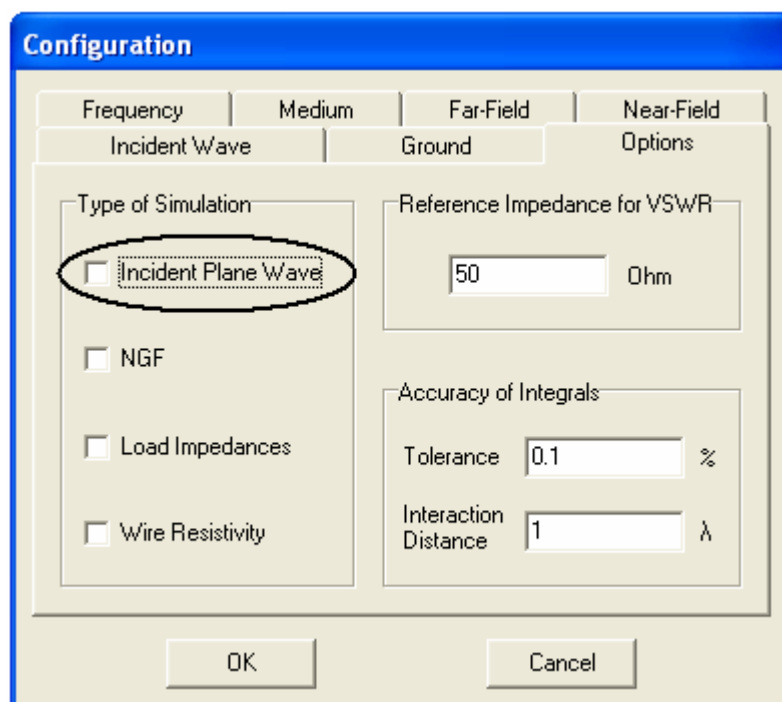 Configuration
Frequency
Medium
Far-Field
Near-Field
Incident Wave
Ground
Options
Type of Simulation
Incident Plane Wave
NGF
Load Impedances
Wire Resistivity
Reference Impedance for VSWR
50 Ohm
Accuracy of Integrals
Tolerance 0.1 %
Interaction
Distance 1 λ
OK
Cancel